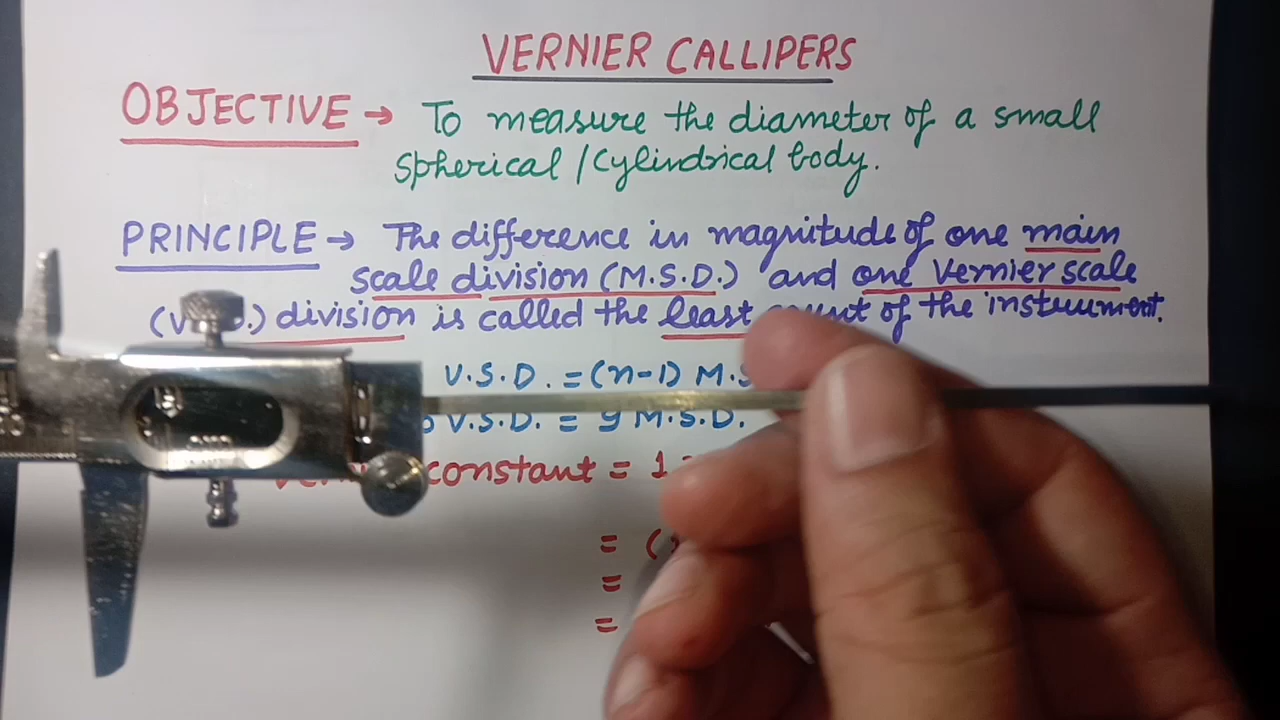 VERNIER CALLIPERS
OBJECTIVE → To measure the diameter of a small
spherical / Cylindrical body.
PRINCIPLE → The difference in magnitude of one main
scale division (M.S.D.) and one vernier scale
division is called the least of the instrument.
V.S.D. = (n-1)
V.S.D. = 9 M.S.D.
constant = 1
= (
=
=